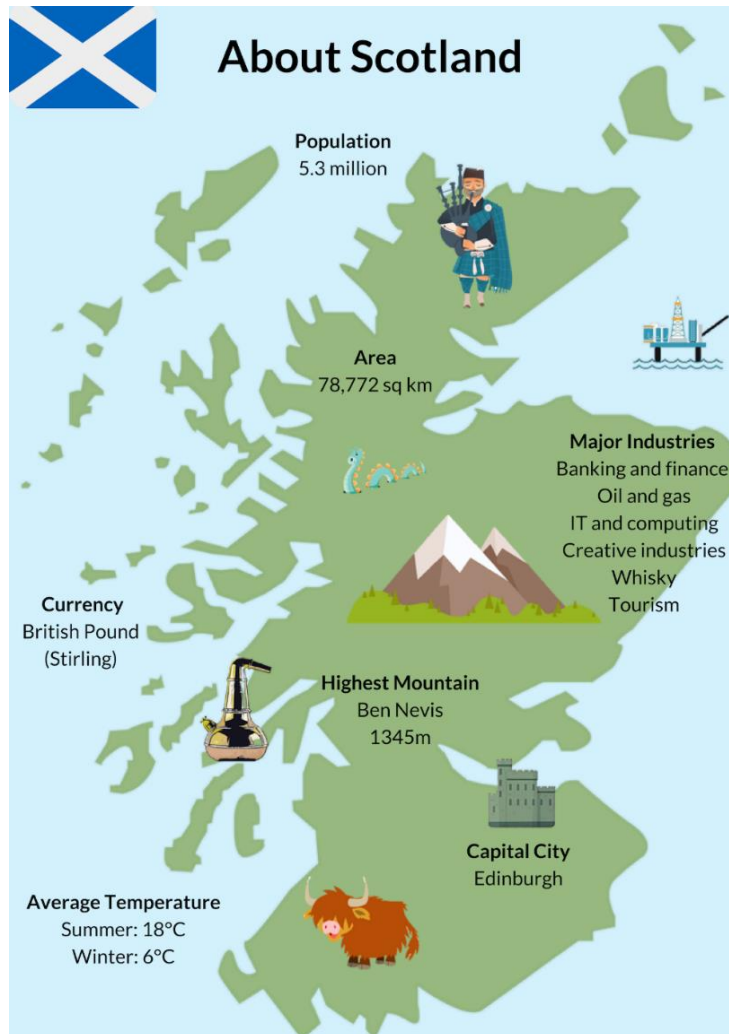 About Scotland
Population
5.3 million
Area
78,772 sq km
Major Industries
Banking and finance
Oil and gas
IT and computing
Creative industries
Whisky
Tourism
Currency
British Pound
(Stirling)
Highest Mountain
Ben Nevis
1345m
Capital City
Edinburgh
Average Temperature
Summer: 18°C
Winter: 6°C